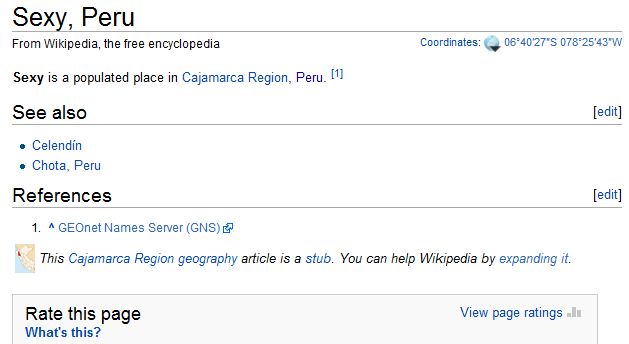 Sexy, Peru
From Wikipedia, the free encyclopedia
Coordinates: 06°40′27″S 078°25′43″W
Sexy is a populated place in Cajamarca Region, Peru. [1]
See also [edit]
Celendín
Chota, Peru
References [edit]
1. ^ GEOnet Names Server (GNS)
This Cajamarca Region geography article is a stub. You can help Wikipedia by expanding it.
Rate this page View page ratings
What's this?